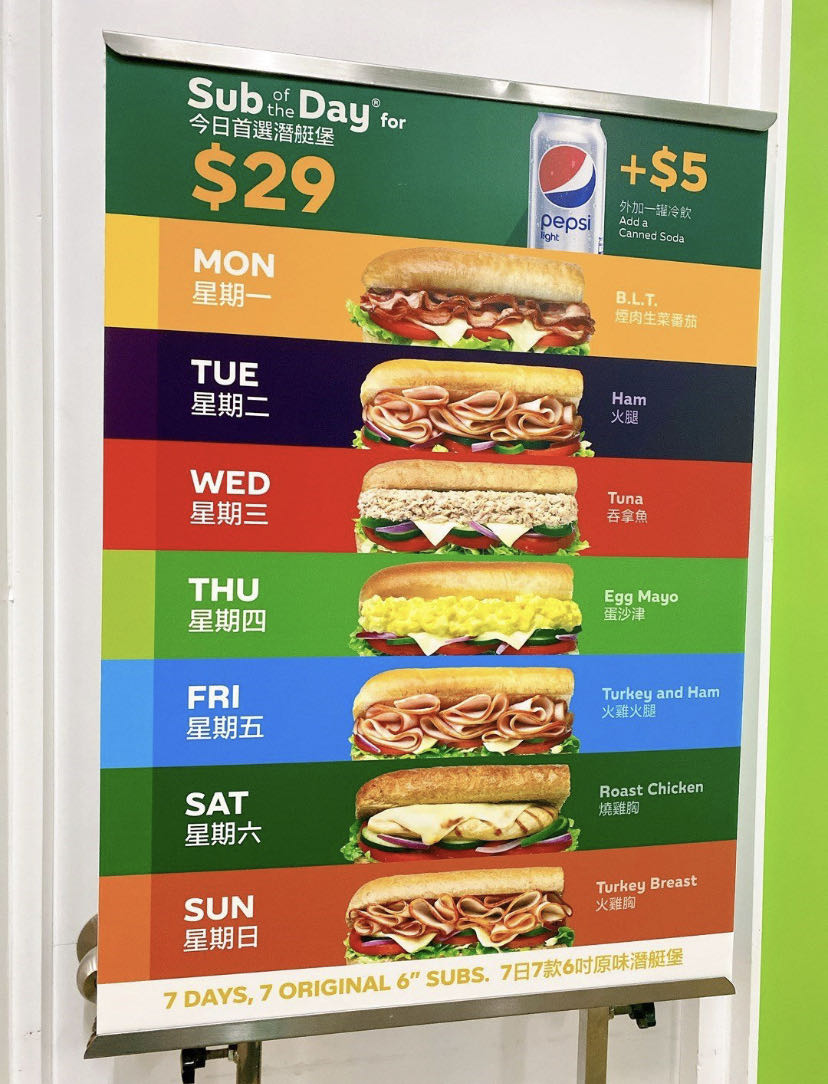 Sub of the Day® for
今日首選潛艇堡
$29
+$5
外加一罐冷飲
Add a
Canned Soda
pepsi
light
MON
星期一
B.L.T.
煙肉生菜番茄
TUE
星期二
Ham
火腿
WED
星期三
Tuna
吞拿魚
THU
星期四
Egg Mayo
蛋沙津
FRI
星期五
Turkey and Ham
火雞火腿
SAT
星期六
Roast Chicken
燒雞胸
SUN
星期日
Turkey Breast
火雞胸
7 DAYS, 7 ORIGINAL 6” SUBS. 7日7款6吋原味潛艇堡